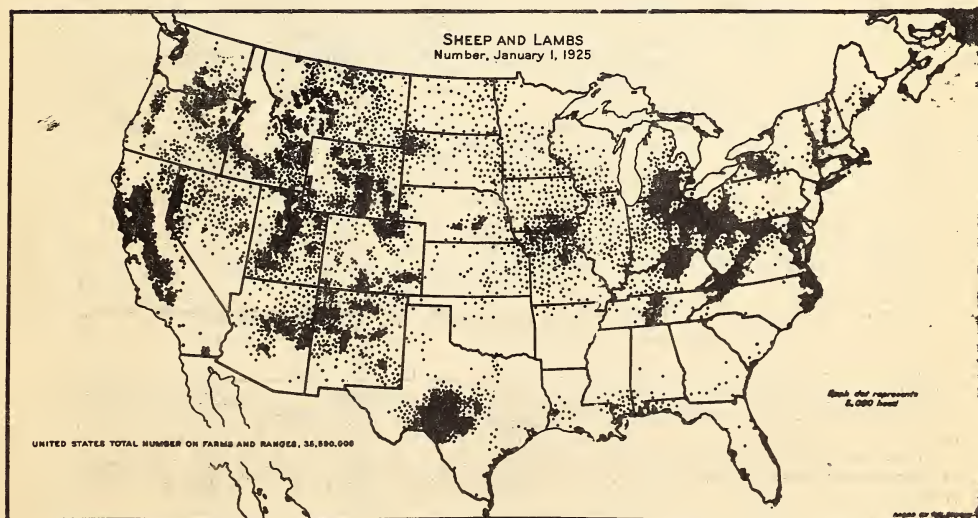 SHEEP AND LAMBS
Number, January 1, 1925
Each dot represents
5,000 head
UNITED STATES TOTAL NUMBER ON FARMS AND RANGES, 35,590,000